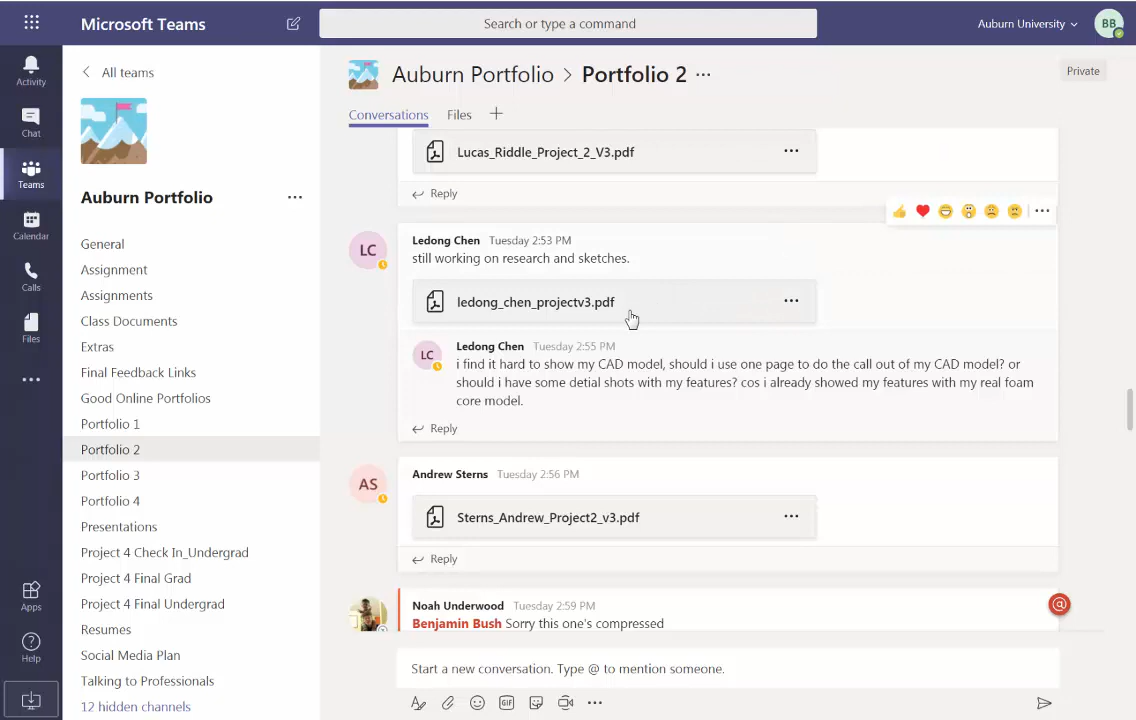 Microsoft Teams
Search or type a command
Auburn University
BB
Activity
Chat
Teams
Calendar
Calls
Files
Apps
Help
All teams
Auburn Portfolio
General
Assignment
Assignments
Class Documents
Extras
Final Feedback Links
Good Online Portfolios
Portfolio 1
Portfolio 2
Portfolio 3
Portfolio 4
Presentations
Project 4 Check In_Undergrad
Project 4 Final Grad
Project 4 Final Undergrad
Resumes
Social Media Plan
Talking to Professionals
12 hidden channels
Auburn Portfolio > Portfolio 2 ...
Private
Conversations Files +
Lucas_Riddle_Project_2_V3.pdf
Reply
LC
Ledong Chen Tuesday 2:53 PM
still working on research and sketches.
ledong_chen_projectv3.pdf
LC
Ledong Chen Tuesday 2:55 PM
i find it hard to show my CAD model, should i use one page to do the call out of my CAD model? or
should i have some detial shots with my features? cos i already showed my features with my real foam
core model.
Reply
AS
Andrew Sterns Tuesday 2:56 PM
Sterns_Andrew_Project2_v3.pdf
Reply
Noah Underwood Tuesday 2:59 PM
@
Benjamin Bush Sorry this one's compressed
Start a new conversation. Type @ to mention someone.
GIF